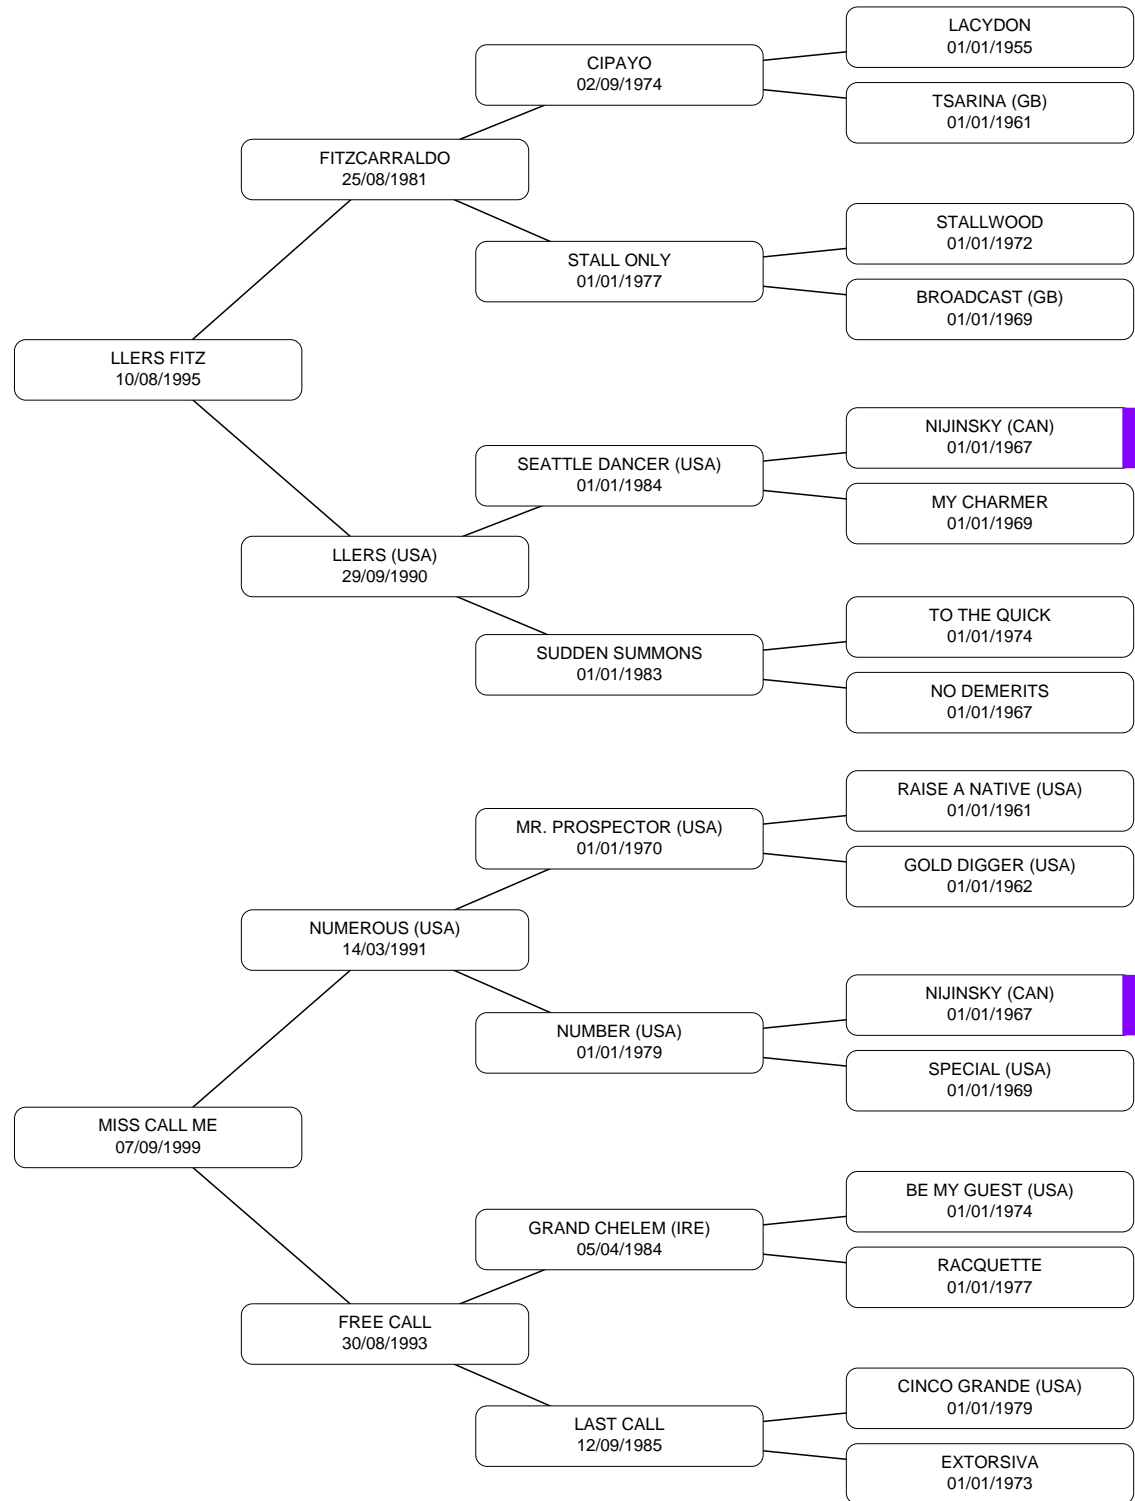 LACYDON
01/01/1955
CIPAYO
02/09/1974
TSARINA (GB)
01/01/1961
FITZCARRALDO
25/08/1981
STALLWOOD
01/01/1972
STALL ONLY
01/01/1977
BROADCAST (GB)
01/01/1969
LLERS FITZ
10/08/1995
NIJINSKY (CAN)
01/01/1967
SEATTLE DANCER (USA)
01/01/1984
MY CHARMER
01/01/1969
LLERS (USA)
29/09/1990
TO THE QUICK
01/01/1974
SUDDEN SUMMONS
01/01/1983
NO DEMERITS
01/01/1967
RAISE A NATIVE (USA)
01/01/1961
MR. PROSPECTOR (USA)
01/01/1970
GOLD DIGGER (USA)
01/01/1962
NUMEROUS (USA)
14/03/1991
NIJINSKY (CAN)
01/01/1967
NUMBER (USA)
01/01/1979
SPECIAL (USA)
01/01/1969
MISS CALL ME
07/09/1999
BE MY GUEST (USA)
01/01/1974
GRAND CHELEM (IRE)
05/04/1984
RACQUETTE
01/01/1977
FREE CALL
30/08/1993
CINCO GRANDE (USA)
01/01/1979
LAST CALL
12/09/1985
EXTORSIVA
01/01/1973